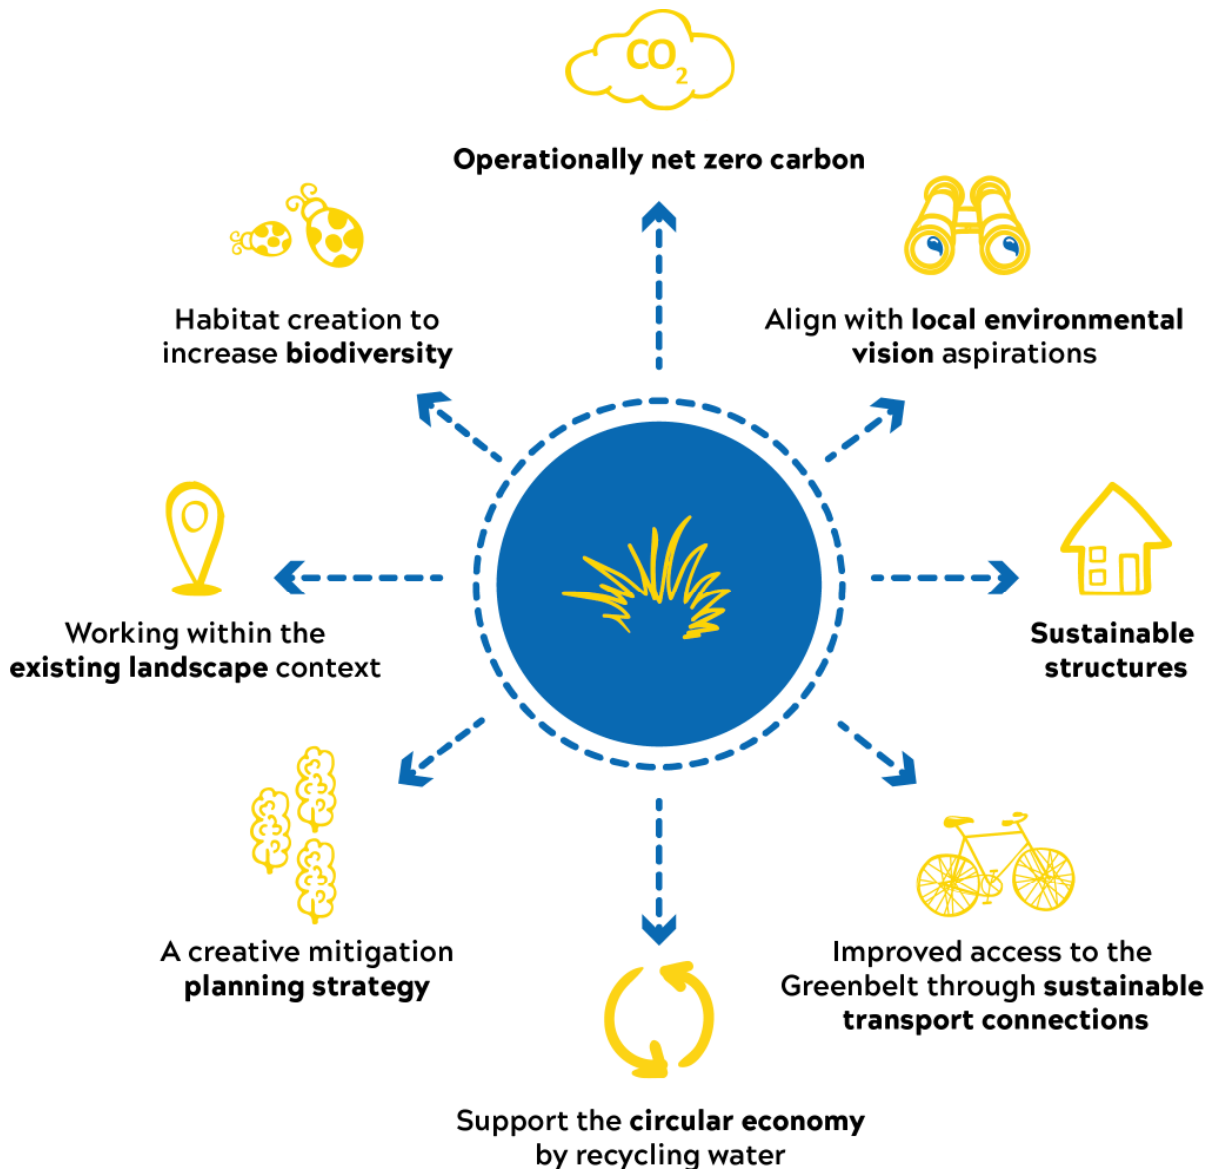 CO2
Operationally net zero carbon
Align with local environmental
vision aspirations
Sustainable
structures
Improved access to the
Greenbelt through sustainable
transport connections
Support the circular economy
by recycling water
A creative mitigation
planning strategy
Working within the
existing landscape context
Habitat creation to
increase biodiversity